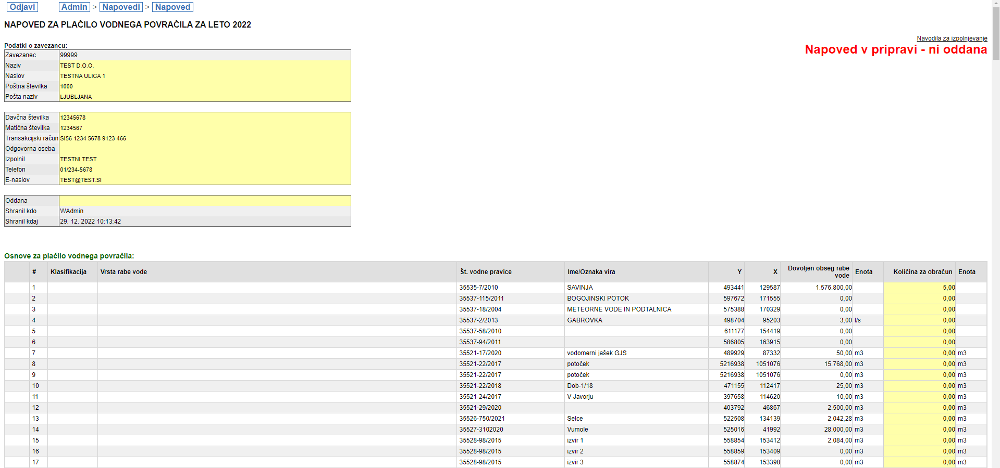 Odjavi Admin > Napovedi > Napoved
NAPOVED ZA PLAČILO VODNEGA POVRAČILA ZA LETO 2022
Navodila za izpolnjevanje
Napoved v pripravi - ni oddana
Podatki o zavezancu:
Zavezanec 99999
Naziv TEST D.O.O.
Naslov TESTNA ULICA 1
Poštna številka 1000
Pošta naziv LJUBLJANA
Davčna številka 12345678
Matična številka 1234567
Transakcijski račun SI56 1234 5678 9123 466
Odgovorna oseba
Izpolnil TESTNI TEST
Telefon 01/234-5678
E-naslov TEST@TEST.SI
Oddana
Shranil kdo WAdmin
Shranil kdaj 29. 12. 2022 10:13:42
Osnove za plačilo vodnega povračila:
# Klasifikacija Vrsta rabe vode Št. vodne pravice Ime/Oznaka vira Y X Dovoljen obseg rabe vode Enota Količina za obračun Enota
1 35535-7/2010 SAVINJA 493441 129587 1.576.800,00 5,00
2 35537-115/2011 BOGOJINSKI POTOK 597672 171555 0,00 0,00
3 35537-18/2004 METEORNE VODE IN PODTALNICA 575388 170329 0,00 0,00
4 35537-2/2013 GABROVKA 498704 95203 3,00 l/s 0,00
5 35537-58/2010 611177 154419 0,00 0,00
6 35537-94/2011 586805 163915 0,00 0,00
7 35521-17/2020 vodomerni jašek GJS 489929 87332 50,00 m3 0,00 m3
8 35521-22/2017 potoček 5216938 1051076 15.768,00 m3 0,00 m3
9 35521-22/2017 potoček 5216938 1051076 0,00 m3 0,00 m3
10 35521-22/2018 Dob-1/18 471155 112417 25,00 m3 0,00 m3
11 35521-24/2017 V Javorju 397658 114620 10,00 m3 0,00 m3
12 35521-29/2020 403792 46867 2.500,00 m3 0,00 m3
13 35526-750/2021 Selce 522508 134139 2.042,28 m3 0,00 m3
14 35527-3102020 Vumole 525016 41992 28.000,00 m3 0,00 m3
15 35528-98/2015 izvir 1 558854 153412 2.084,00 m3 0,00 m3
16 35528-98/2015 izvir 2 558859 153409 0,00 m3 0,00 m3
17 35528-98/2015 izvir 3 558874 153398 0,00 m3 0,00 m3